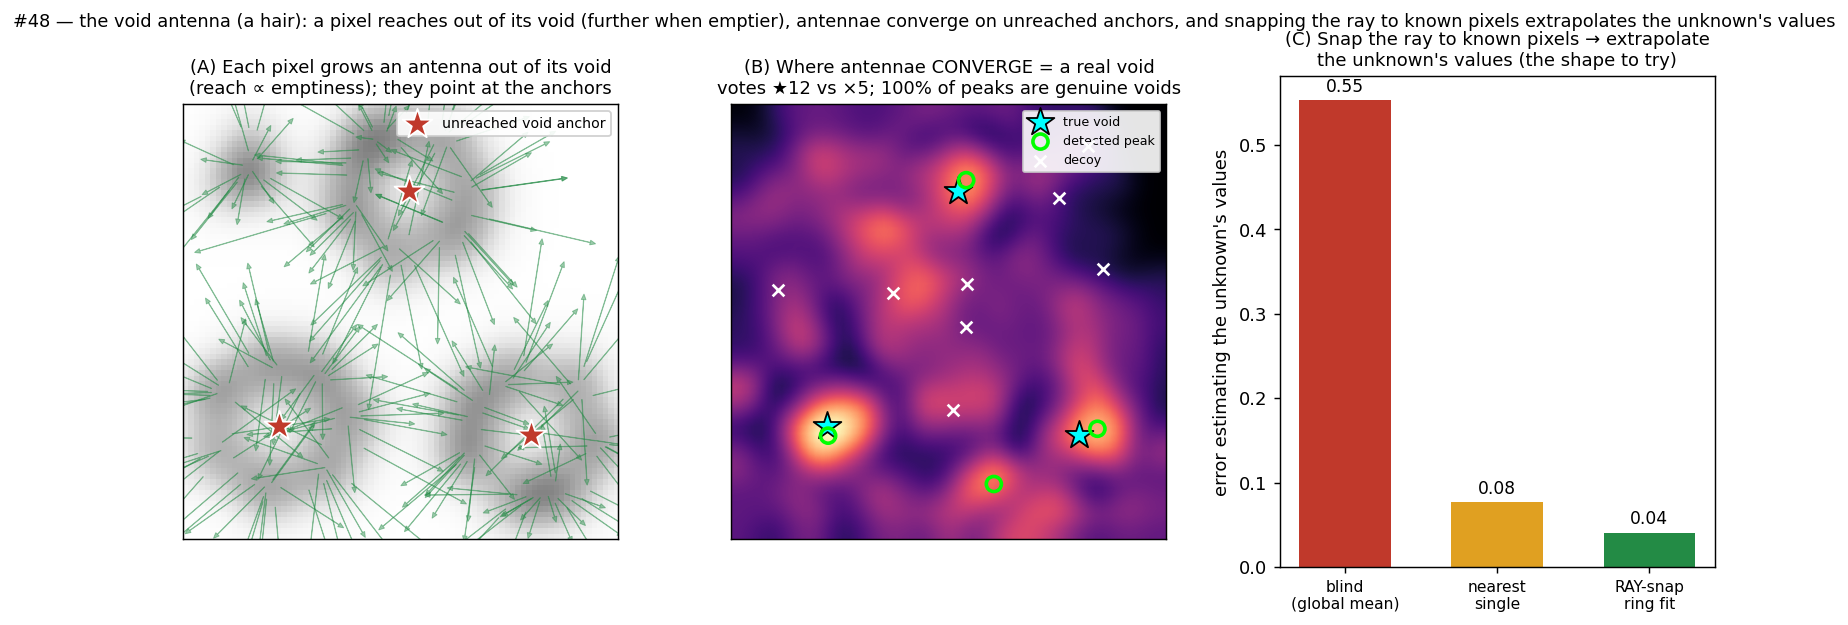 #48 — the void antenna (a hair): a pixel reaches out of its void (further when emptier), antennae converge on unreached anchors, and snapping the ray to known pixels extrapolates the unknown's values
(A) Each pixel grows an antenna out of its void
(reach ∝ emptiness); they point at the anchors
unreached void anchor
(B) Where antennae CONVERGE = a real void
votes ★12 vs ×5; 100% of peaks are genuine voids
true void
detected peak
decoy
(C) Snap the ray to known pixels → extrapolate
the unknown's values (the shape to try)
error estimating the unknown's values
0.5
0.4
0.3
0.2
0.1
0.0
0.55
0.08
0.04
blind
(global mean)
nearest
single
RAY-snap
ring fit